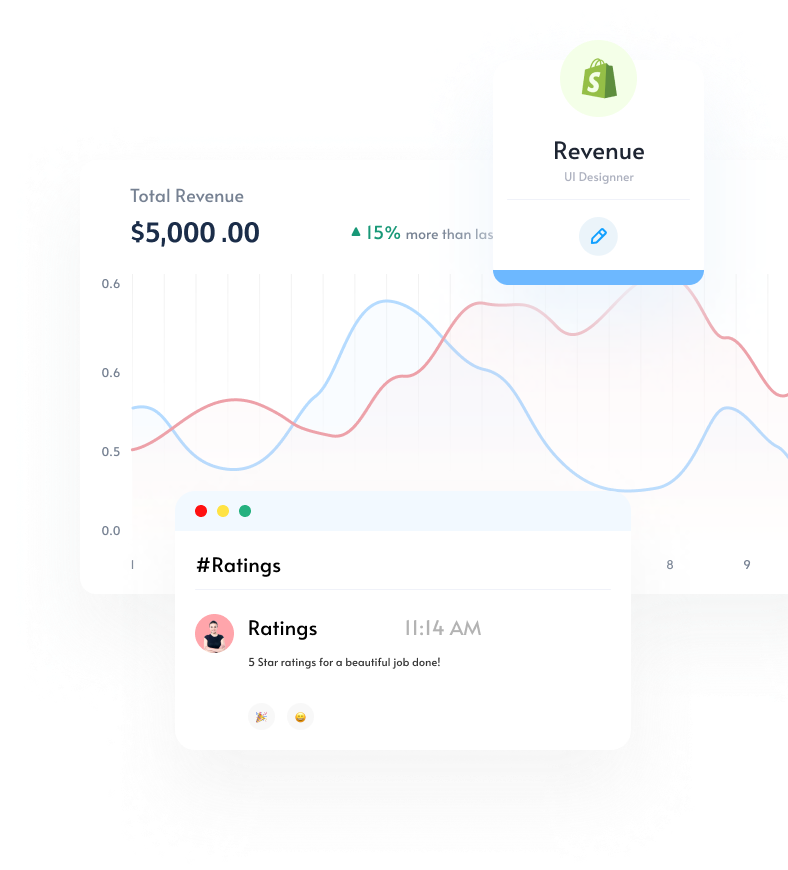 Revenue
UI Designner
Total Revenue
$5,000 .00
15% more than las
0.6
0.6
0.5
0.0
1
8
9
#Ratings
Ratings
11:14 AM
5 Star ratings for a beautiful job done!